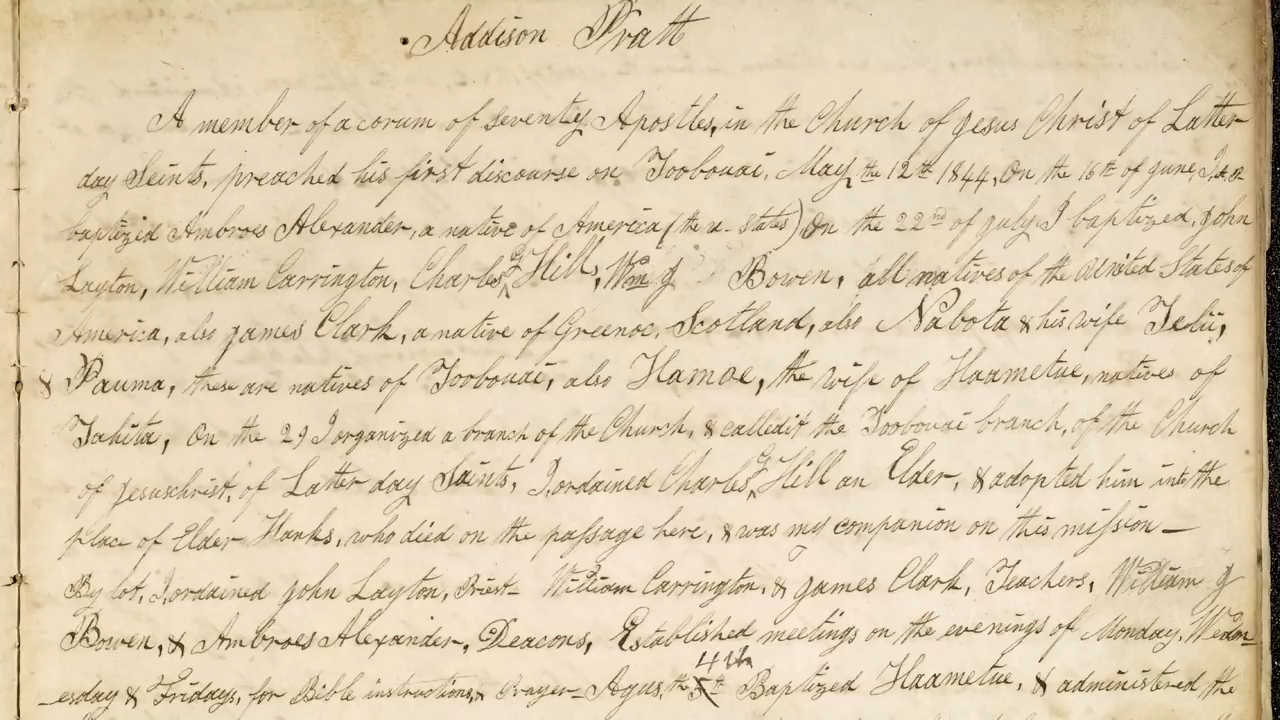 Addison Pratt
A member of a corum of seventy Apostles, in the Church of Jesus Christ of Latter
day Seints, preached his first discourse on Toobouai, May the 12th 1844, On the 16th of June, I
baptized Ambroes Alexander, a native of America (the u- states) On the 22nd of July I baptized, John
Layton, William Carrington, Charles G Hill, Wm J Bowen, all natives of the United States of
America, also James Clark, a native of Greenoc, Scotland, also Nabota & his wife Telii,
& Pauma, these are natives of Toobouai, also Hamoe, the wife of Haametue, natives of
Tahita, On the 29 I organized a branch of the Church, & called it the Toobouai branch, of the Church
of Jesus christ, of Latter day Saints, I ordained Charles G Hill an Elder, & adopted him into the
place of Elder Hanks, who died on the passage here, & was my companion on this mission –
By lot, I ordained John Layton, Priest – William Carrington, & James Clark, Teachers, William J
Bowen, & Ambroes Alexander, Deacons, Established meetings on the evenings of Monday, Wedn-
esday & Fridays, for Bible instructions, & Prayer – Agus, the 5th 4th Baptized Haametue, & administered the